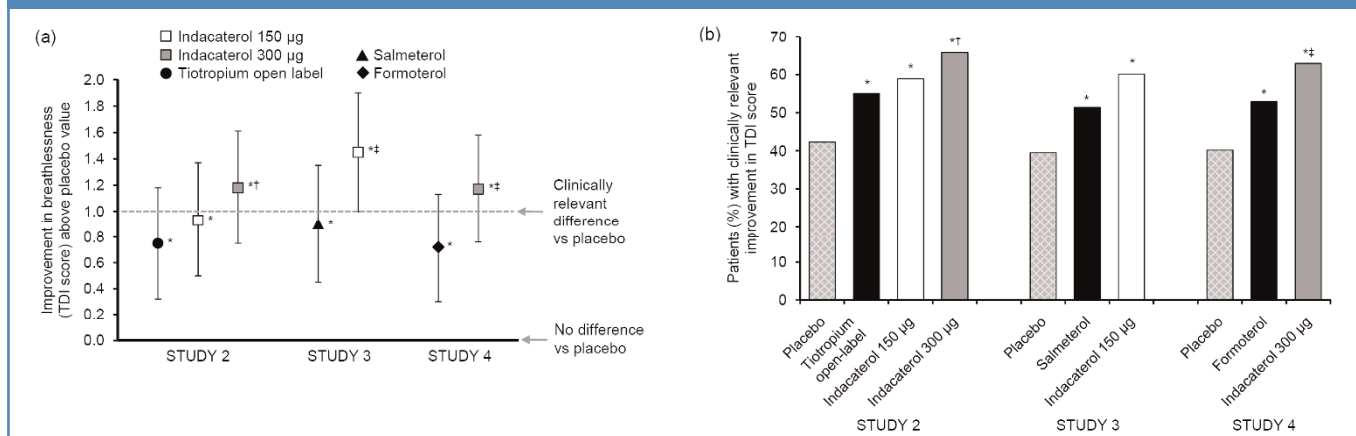 (a)
Indacaterol 150 µg
Indacaterol 300 µg
Tiotropium open label
Salmeterol
Formoterol
Improvement in breathlessness
(TDI score) above placebo value
2.0
1.8
1.6
1.4
1.2
1.0
0.8
0.6
0.4
0.2
0.0
*
*
*†
*
*‡
*
*‡
Clinically
relevant
difference
vs placebo
No difference
vs placebo
STUDY 2
STUDY 3
STUDY 4
(b)
Patients (%) with clinically relevant
improvement in TDI score
70
60
50
40
30
20
10
0
*
*
*†
*
*
*
*‡
Placebo
Tiotropium
open-label
Indacaterol 150 µg
Indacaterol 300 µg
Placebo
Salmeterol
Indacaterol 150 µg
Placebo
Formoterol
Indacaterol 300 µg
STUDY 2
STUDY 3
STUDY 4